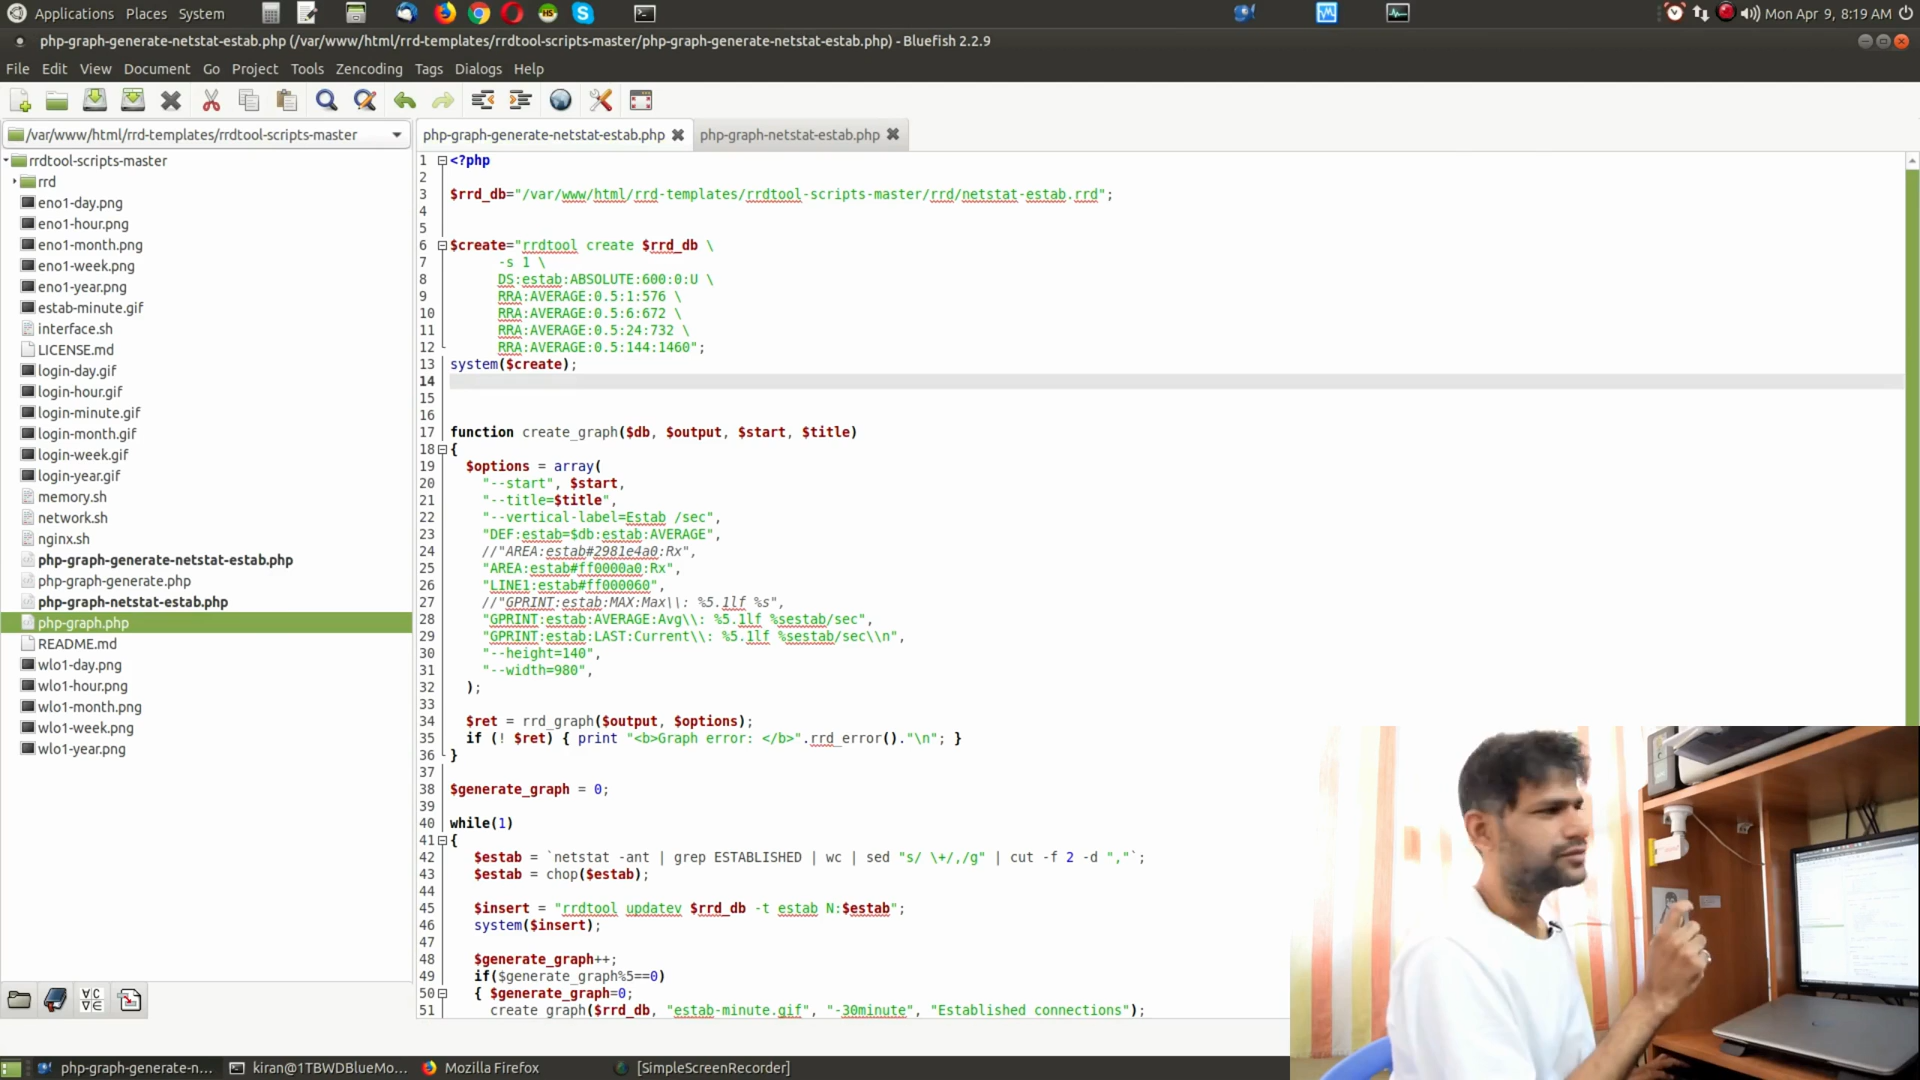 Applications Places System
Mon Apr 9, 8:19 AM
php-graph-generate-netstat-estab.php (/var/www/html/rrd-templates/rrdtool-scripts-master/php-graph-generate-netstat-estab.php) - Bluefish 2.2.9
File Edit View Document Go Project Tools Zencoding Tags Dialogs Help
/var/www/html/rrd-templates/rrdtool-scripts-master
php-graph-generate-netstat-estab.php php-graph-netstat-estab.php
rrdtool-scripts-master
rrd
eno1-day.png
eno1-hour.png
eno1-month.png
eno1-week.png
eno1-year.png
estab-minute.gif
interface.sh
LICENSE.md
login-day.gif
login-hour.gif
login-minute.gif
login-month.gif
login-week.gif
login-year.gif
memory.sh
network.sh
nginx.sh
php-graph-generate-netstat-estab.php
php-graph-generate.php
php-graph-netstat-estab.php
php-graph.php
README.md
wlo1-day.png
wlo1-hour.png
wlo1-month.png
wlo1-week.png
wlo1-year.png
1 <?php
2
3 $rrd_db="/var/www/html/rrd-templates/rrdtool-scripts-master/rrd/netstat-estab.rrd";
4
5
6 $create="rrdtool create $rrd_db \
7 -s 1 \
8 DS:estab:ABSOLUTE:600:0:U \
9 RRA:AVERAGE:0.5:1:576 \
10 RRA:AVERAGE:0.5:6:672 \
11 RRA:AVERAGE:0.5:24:732 \
12 RRA:AVERAGE:0.5:144:1460";
13 system($create);
14
15
16
17 function create_graph($db, $output, $start, $title)
18 {
19 $options = array(
20 "--start", $start,
21 "--title=$title",
22 "--vertical-label=Estab /sec",
23 "DEF:estab=$db:estab:AVERAGE",
24 //"AREA:estab#2981e4a0:Rx",
25 "AREA:estab#ff0000a0:Rx",
26 "LINE1:estab#ff000060",
27 //"GPRINT:estab:MAX:Max\\: %5.1lf %s",
28 "GPRINT:estab:AVERAGE:Avg\\: %5.1lf %sestab/sec",
29 "GPRINT:estab:LAST:Current\\: %5.1lf %sestab/sec\\n",
30 "--height=140",
31 "--width=980",
32 );
33
34 $ret = rrd_graph($output, $options);
35 if (! $ret) { print "<b>Graph error: </b>".rrd_error()."\n"; }
36 }
37
38 $generate_graph = 0;
39
40 while(1)
41 {
42 $estab = `netstat -ant | grep ESTABLISHED | wc | sed "s/ \+/,/g" | cut -f 2 -d ","`;
43 $estab = chop($estab);
44
45 $insert = "rrdtool updatev $rrd_db -t estab N:$estab";
46 system($insert);
47
48 $generate_graph++;
49 if($generate_graph%5==0)
50 { $generate_graph=0;
51 create_graph($rrd_db, "estab-minute.gif", "-30minute", "Established connections");
php-graph-generate-n... kiran@1TBWDBlueMo... Mozilla Firefox [SimpleScreenRecorder]